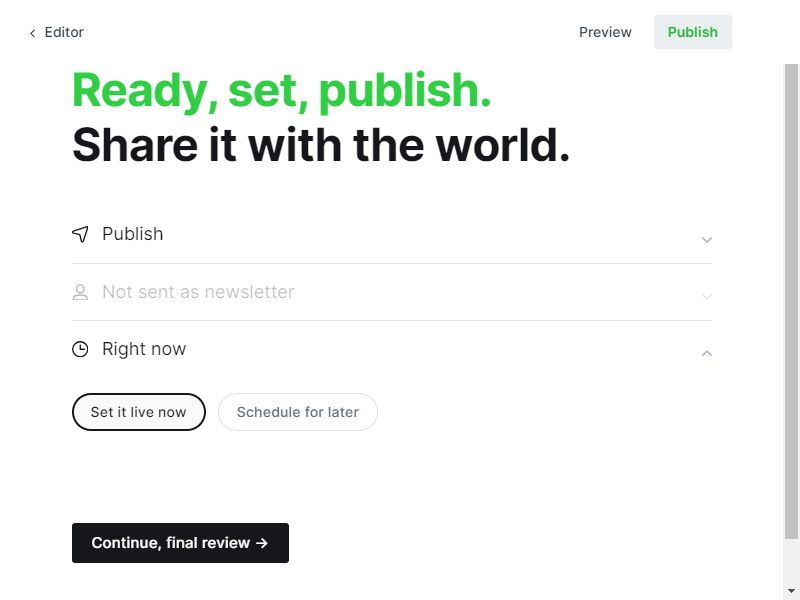 Editor
Preview
Publish
Ready, set, publish.
Share it with the world.
Publish
Not sent as newsletter
Right now
Set it live now
Schedule for later
Continue, final review →